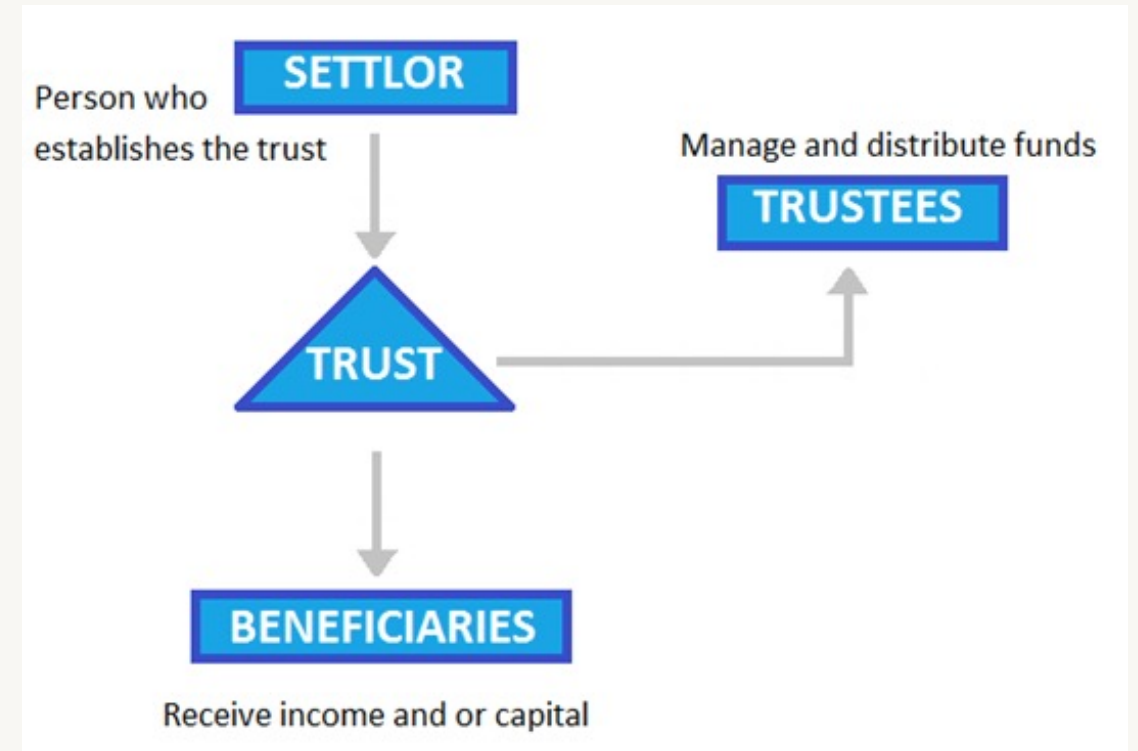 SETTLOR
Person who
establishes the trust
Manage and distribute funds
TRUSTEES
TRUST
BENEFICIARIES
Receive income and or capital